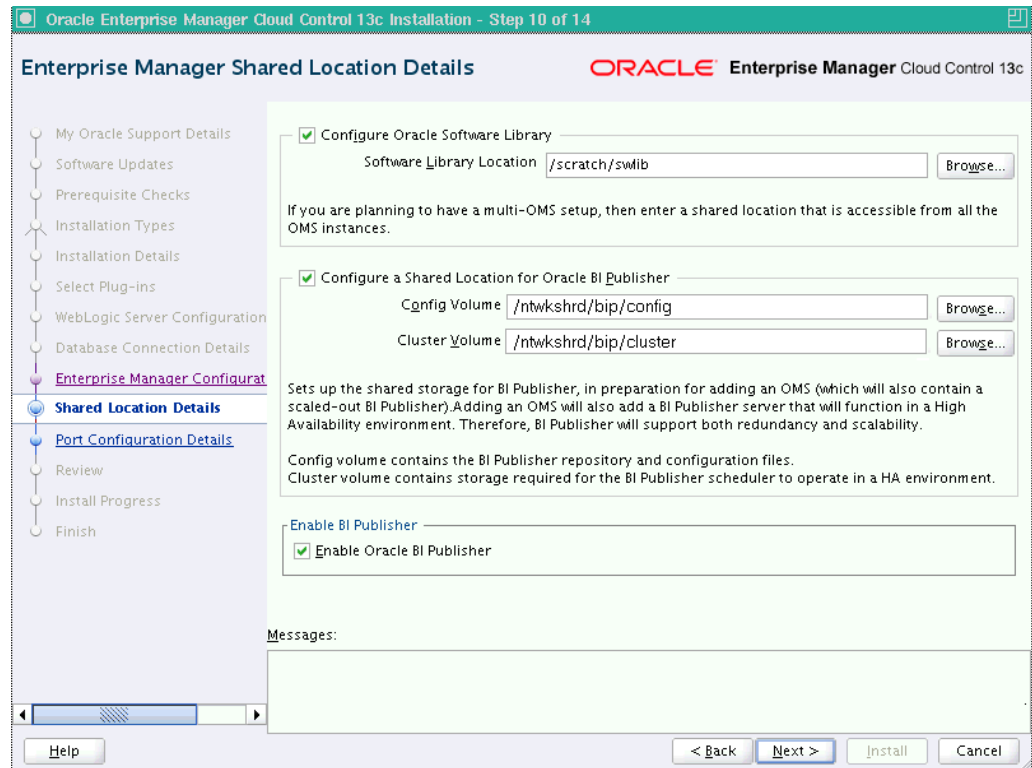 Oracle Enterprise Manager Cloud Control 13c Installation - Step 10 of 14
Enterprise Manager Shared Location Details
ORACLE Enterprise Manager Cloud Control 13c
My Oracle Support Details
Software Updates
Prerequisite Checks
Installation Types
Installation Details
Select Plug-ins
WebLogic Server Configuration
Database Connection Details
Enterprise Manager Configurat
Shared Location Details
Port Configuration Details
Review
Install Progress
Finish
Configure Oracle Software Library
Software Library Location /scratch/swlib Browse...
If you are planning to have a multi-OMS setup, then enter a shared location that is accessible from all the
OMS instances.
Configure a Shared Location for Oracle BI Publisher
Config Volume /ntwkshrd/bip/config Browse...
Cluster Volume /ntwkshrd/bip/cluster Browse...
Sets up the shared storage for BI Publisher, in preparation for adding an OMS (which will also contain a
scaled-out BI Publisher).Adding an OMS will also add a BI Publisher server that will function in a High
Availability environment. Therefore, BI Publisher will support both redundancy and scalability.
Config volume contains the BI Publisher repository and configuration files.
Cluster volume contains storage required for the BI Publisher scheduler to operate in a HA environment.
Enable BI Publisher
Enable Oracle BI Publisher
Messages:
Help
< Back Next > Install Cancel